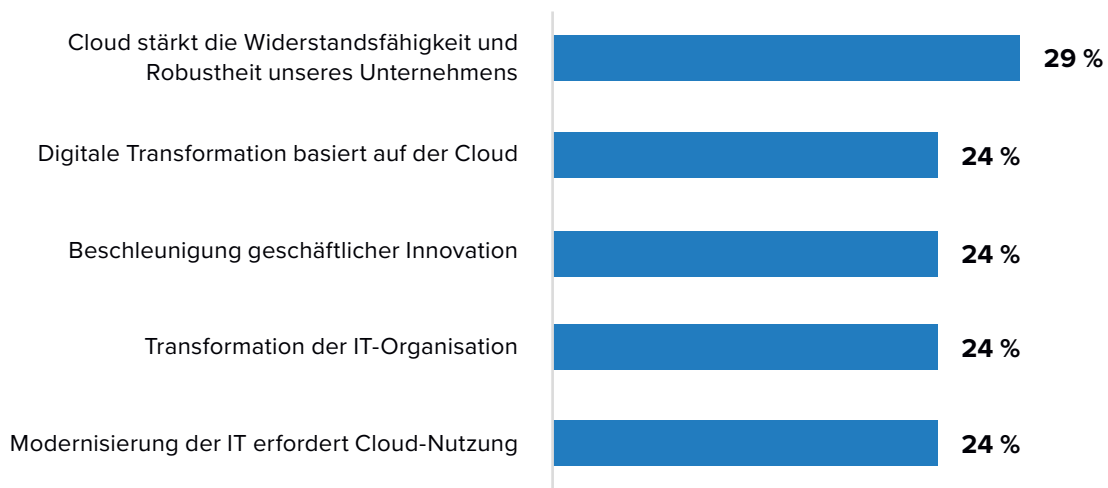 Cloud stärkt die Widerstandsfähigkeit und
Robustheit unseres Unternehmens
29 %
Digitale Transformation basiert auf der Cloud
24 %
Beschleunigung geschäftlicher Innovation
24 %
Transformation der IT-Organisation
24 %
Modernisierung der IT erfordert Cloud-Nutzung
24 %